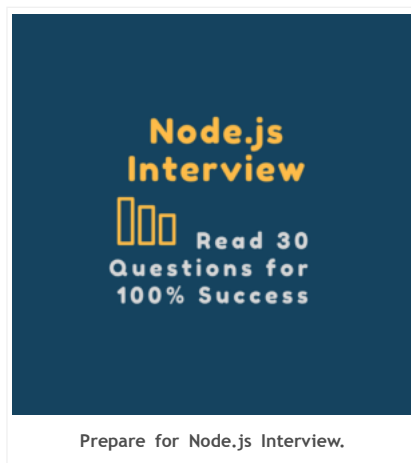 Node.js
Interview
Read 30
Questions for
100% Success
Prepare for Node.js Interview.